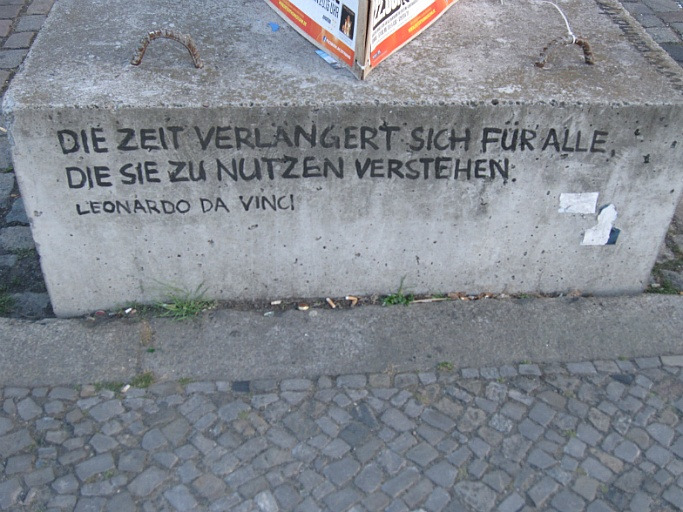 DIE ZEIT VERLÄNGERT SICH FÜR ALLE,
DIE SIE ZU NUTZEN VERSTEHEN.
LEONARDO DA VINCI